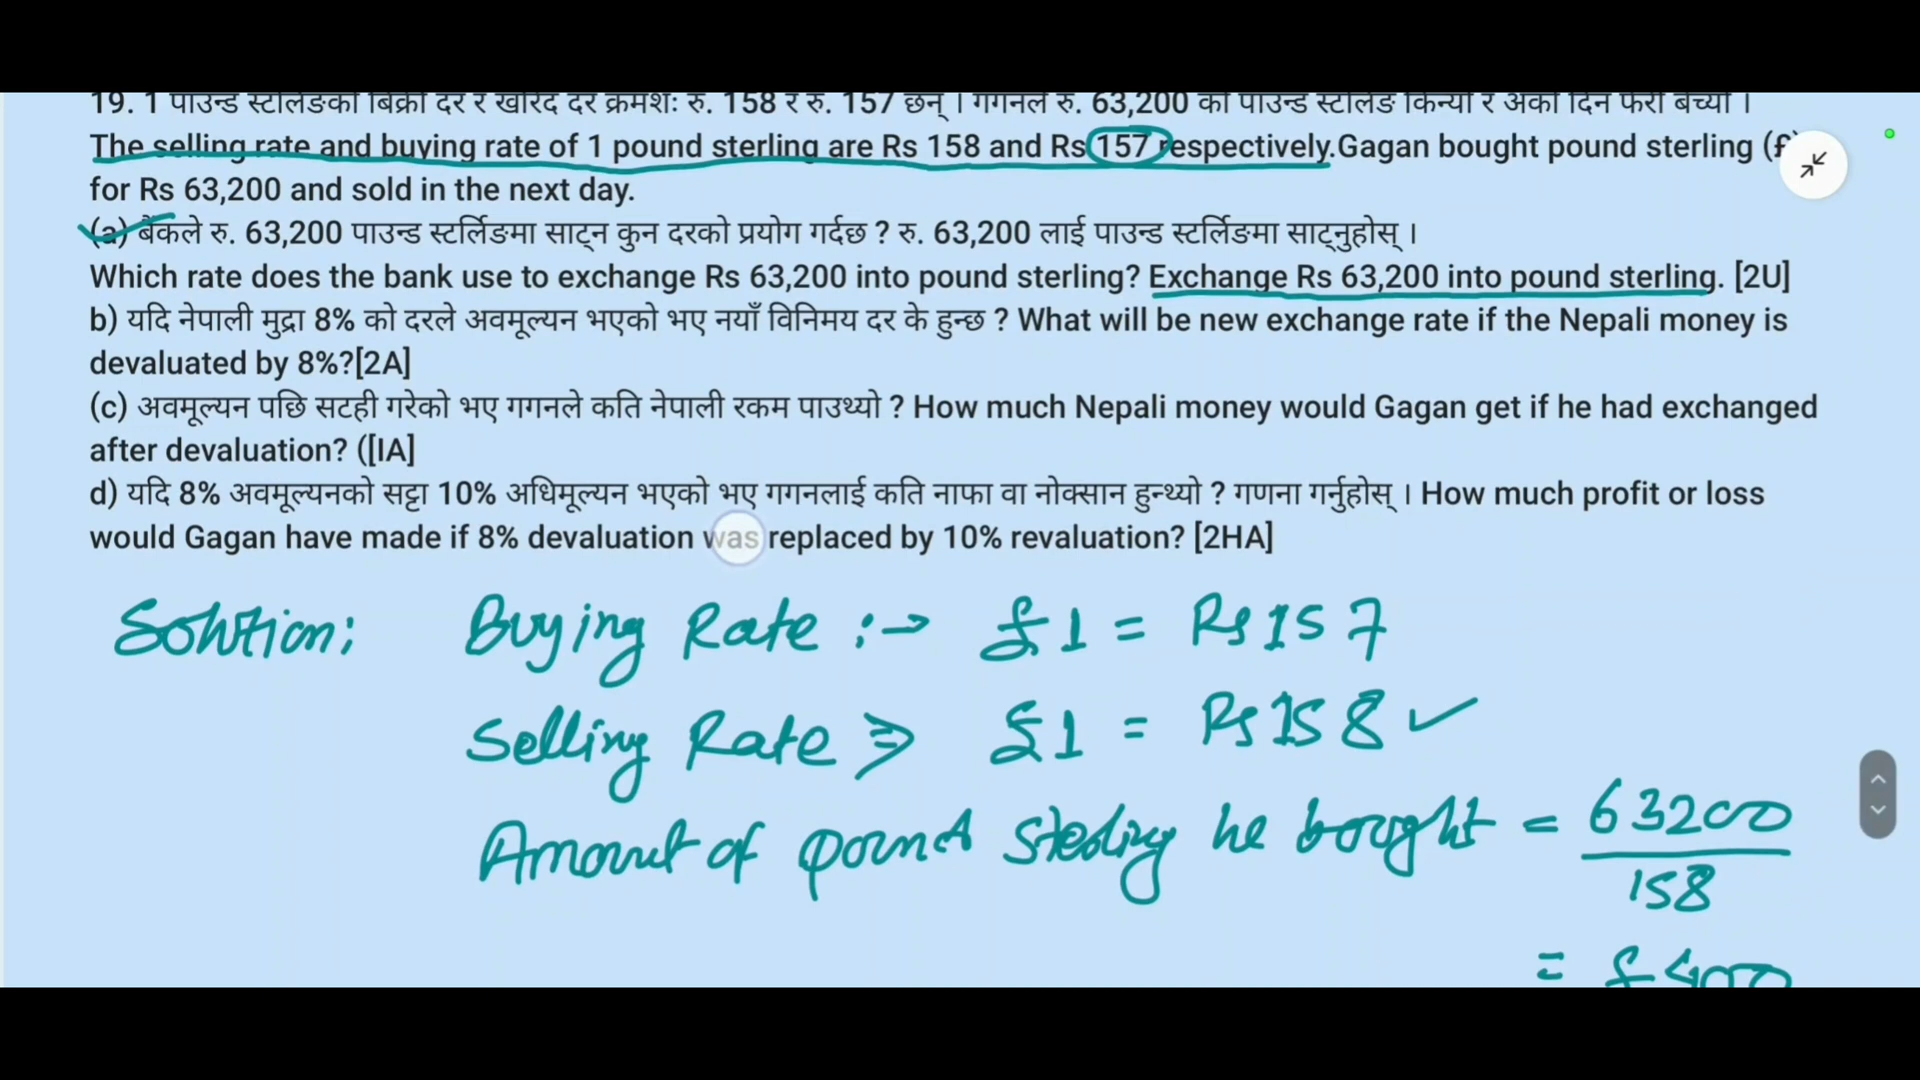 19. 1 पाउन्ड स्टर्लिङको बिक्री दर र खरिद दर क्रमशः रु. 158 र रु. 157 छन् । गगनले रु. 63,200 को पाउन्ड स्टर्लिङ किन्यो र अर्को दिन फेरी बेच्यो ।
The selling rate and buying rate of 1 pound sterling are Rs 158 and Rs 157 respectively.Gagan bought pound sterling (£)
for Rs 63,200 and sold in the next day.
(a) बैंकले रु. 63,200 पाउन्ड स्टर्लिङमा साट्न कुन दरको प्रयोग गर्दछ ? रु. 63,200 लाई पाउन्ड स्टर्लिङमा साट्नुहोस् ।
Which rate does the bank use to exchange Rs 63,200 into pound sterling? Exchange Rs 63,200 into pound sterling. [2U]
b) यदि नेपाली मुद्रा 8% को दरले अवमूल्यन भएको भए नयाँ विनिमय दर के हुन्छ ? What will be new exchange rate if the Nepali money is
devaluated by 8%?[2A]
(c) अवमूल्यन पछि सटही गरेको भए गगनले कति नेपाली रकम पाउथ्यो ? How much Nepali money would Gagan get if he had exchanged
after devaluation? ([IA]
d) यदि 8% अवमूल्यनको सट्टा 10% अधिमूल्यन भएको भए गगनलाई कति नाफा वा नोक्सान हुन्थ्यो ? गणना गर्नुहोस् । How much profit or loss
would Gagan have made if 8% devaluation was replaced by 10% revaluation? [2HA]
Solution; Buying Rate :→ £1 = Rs 157
Selling Rate ⇒ £1 = Rs 158 ✓
Amount of pound sterling he bought = 63200
158
= £400